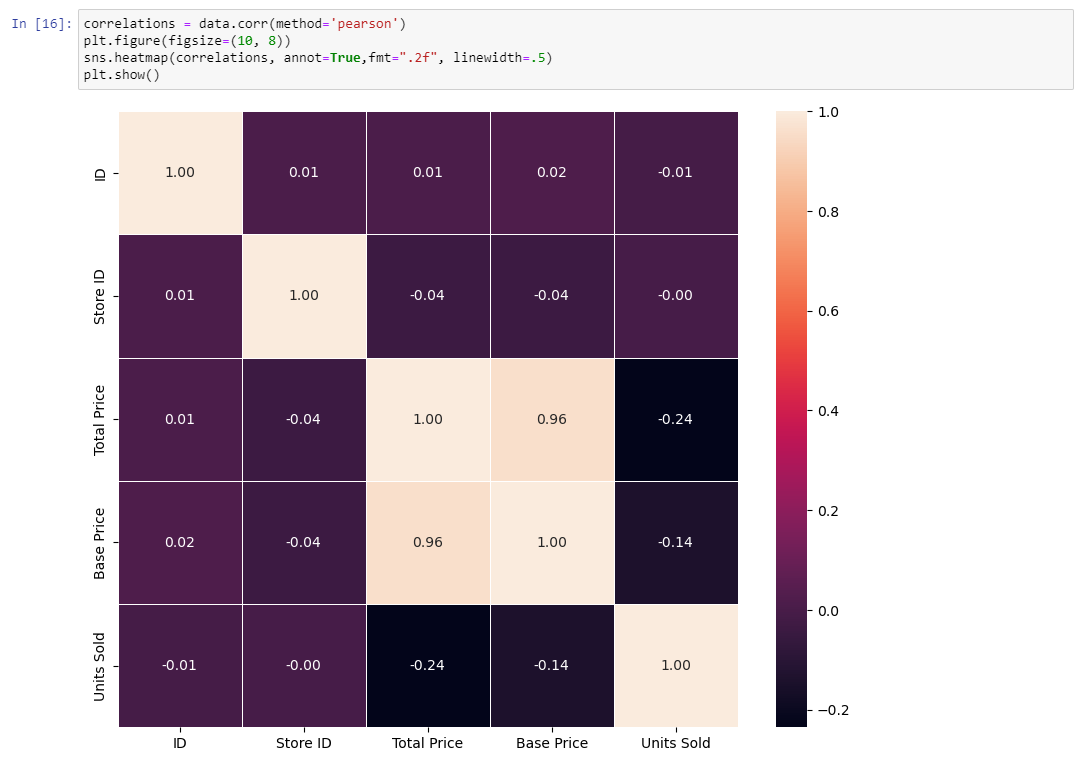 In [16]:
correlations = data.corr(method='pearson')
plt.figure(figsize=(10, 8))
sns.heatmap(correlations, annot=True,fmt=".2f", linewidth=.5)
plt.show()
ID 1.00 0.01 0.01 0.02 -0.01
Store ID 0.01 1.00 -0.04 -0.04 -0.00
Total Price 0.01 -0.04 1.00 0.96 -0.24
Base Price 0.02 -0.04 0.96 1.00 -0.14
Units Sold -0.01 -0.00 -0.24 -0.14 1.00
ID Store ID Total Price Base Price Units Sold
1.0
0.8
0.6
0.4
0.2
0.0
−0.2